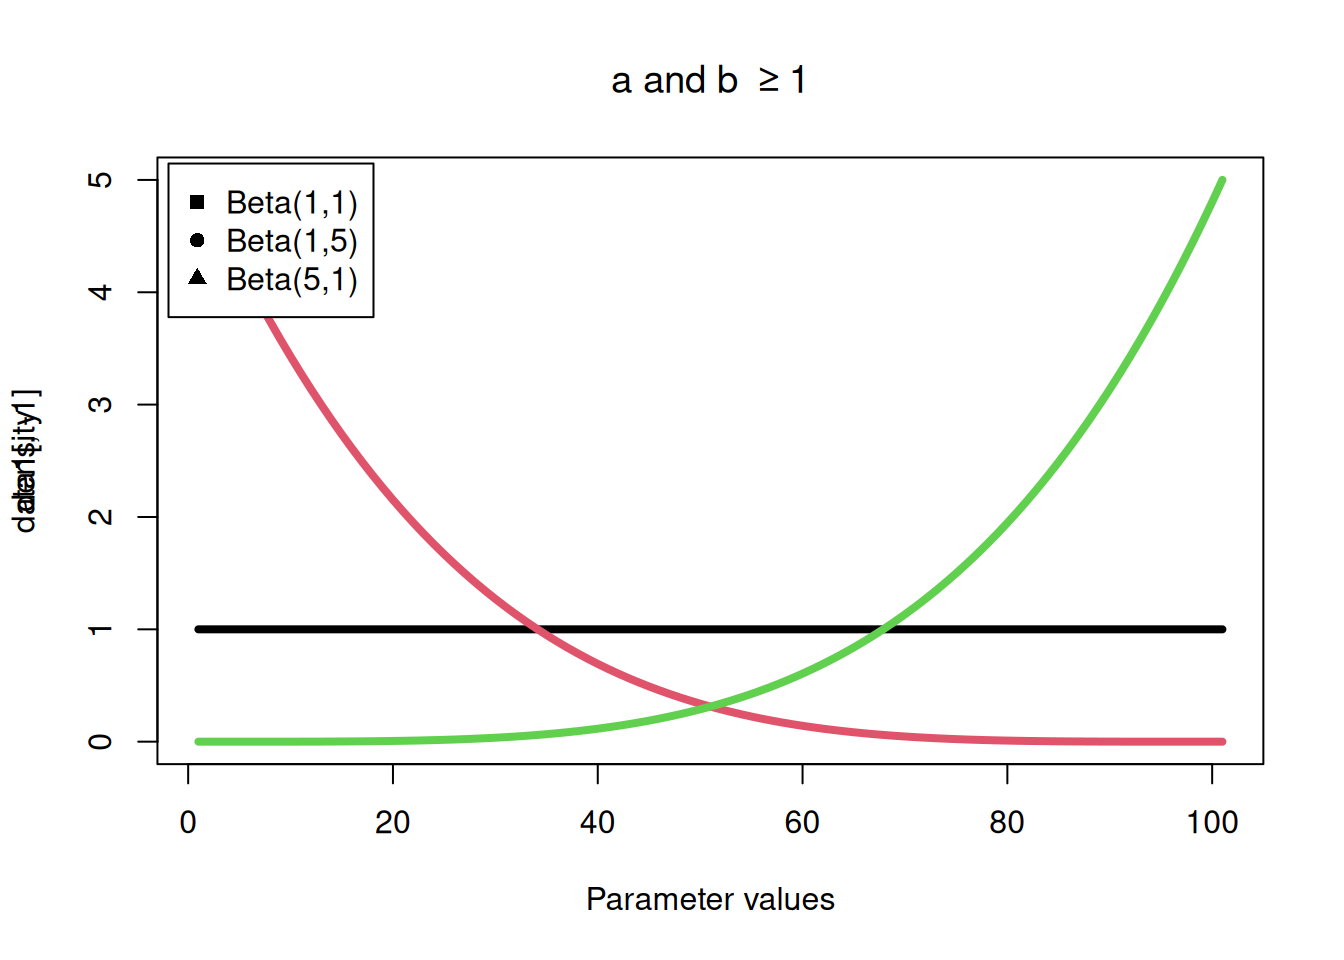 a and b ≥ 1
5
4
3
2
1
0
Beta(1,1)
Beta(1,5)
Beta(5,1)
0 20 40 60 80 100
Parameter values